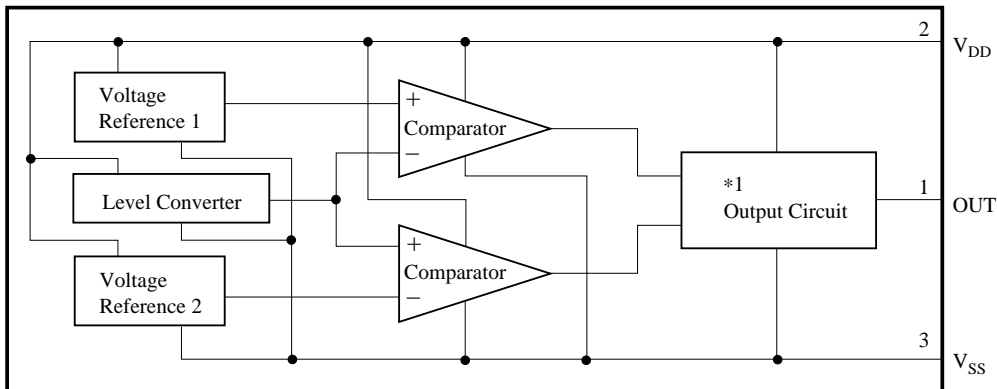 2
V_DD
Voltage
Reference 1
+
Comparator
−
Level Converter
*1
Output Circuit
1
OUT
+
Comparator
−
Voltage
Reference 2
3
V_SS